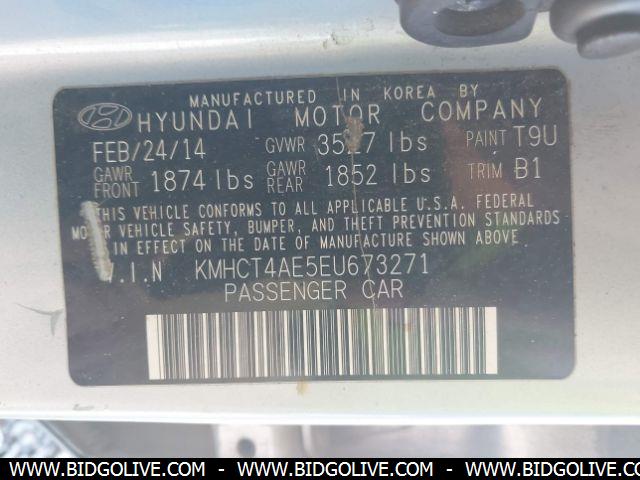 MANUFACTURED IN KOREA BY
HYUNDAI MOTOR COMPANY
FEB/24/14 GVWR lbs PAINT T9U
GAWR FRONT 1874 lbs GAWR REAR 1852 lbs TRIM B1
THIS VEHICLE CONFORMS TO ALL APPLICABLE U.S.A. FEDERAL
MOTOR VEHICLE SAFETY, BUMPER, AND THEFT PREVENTION STANDARDS
IN EFFECT ON THE DATE OF MANUFACTURE SHOWN ABOVE
V.I.N KMHCT4AE5EU673271
PASSENGER CAR
WWW.BIDGOLIVE.COM - WWW.BIDGOLIVE.COM - WWW.BIDGOLIVE.COM